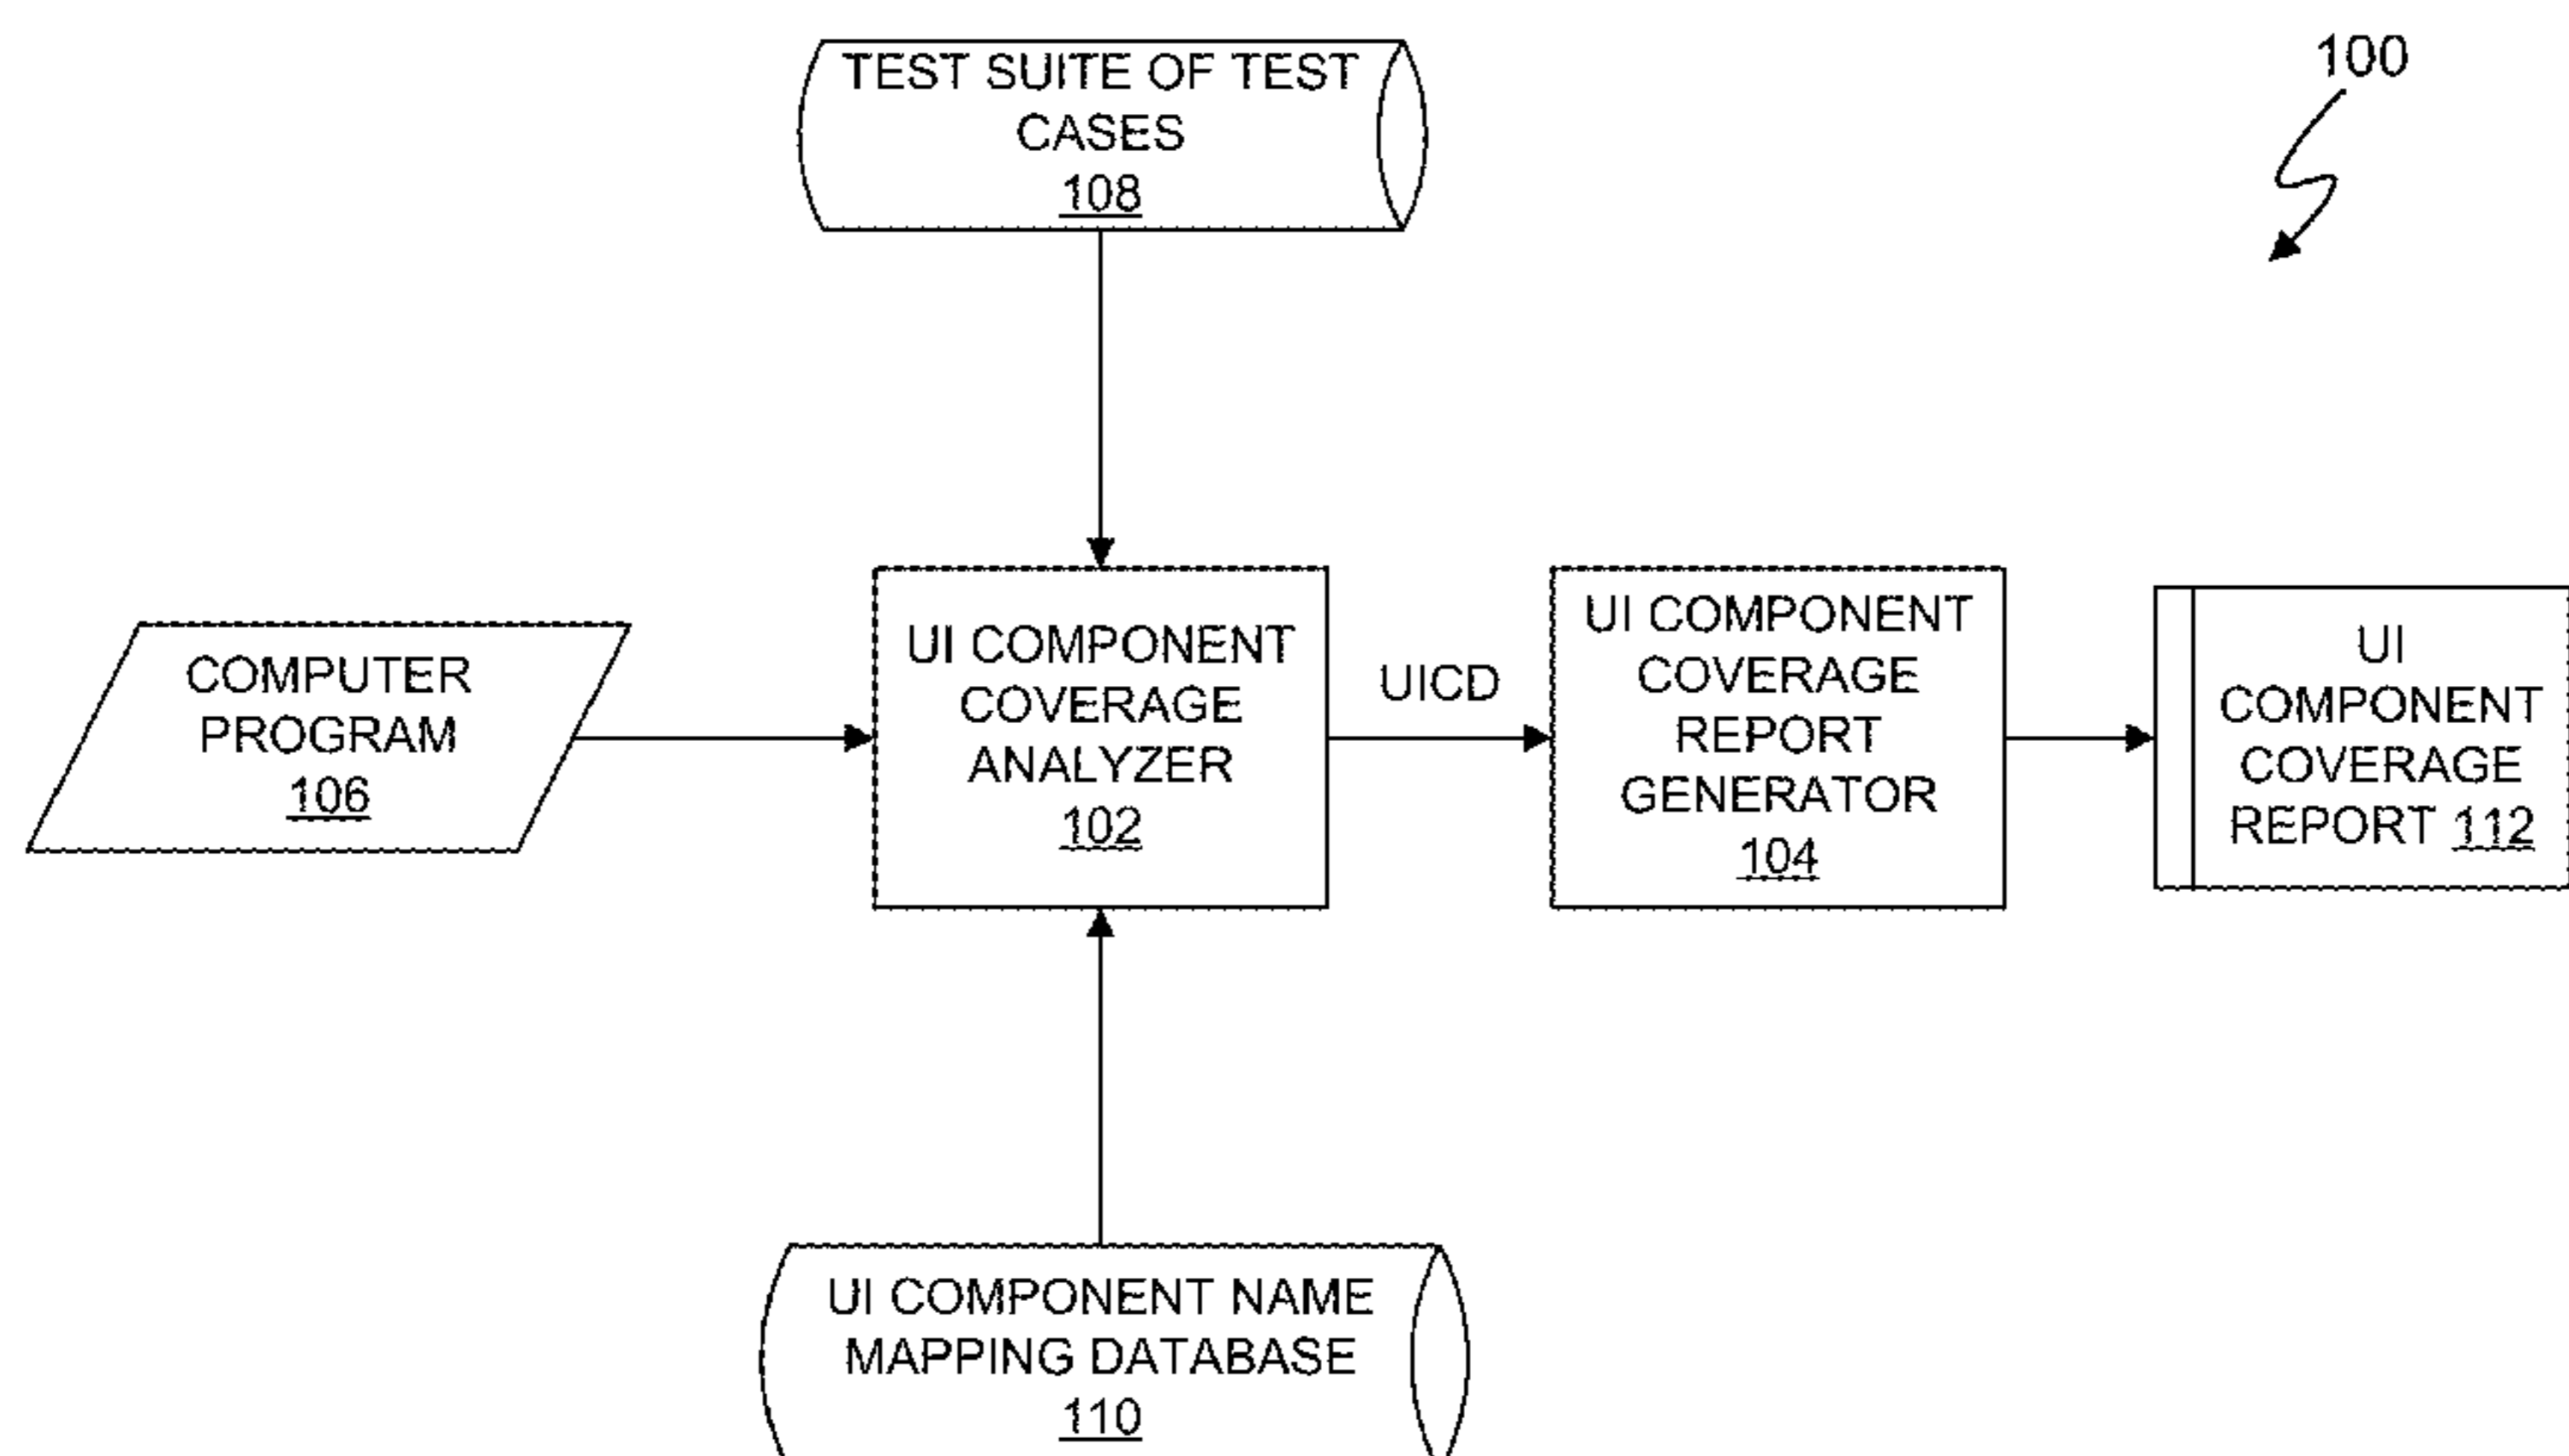 TEST SUITE OF TEST
CASES
108
100
COMPUTER
PROGRAM
106
UI COMPONENT
COVERAGE
ANALYZER
102
UICD
UI COMPONENT
COVERAGE
REPORT
GENERATOR
104
UI
COMPONENT
COVERAGE
REPORT 112
UI COMPONENT NAME
MAPPING DATABASE
110